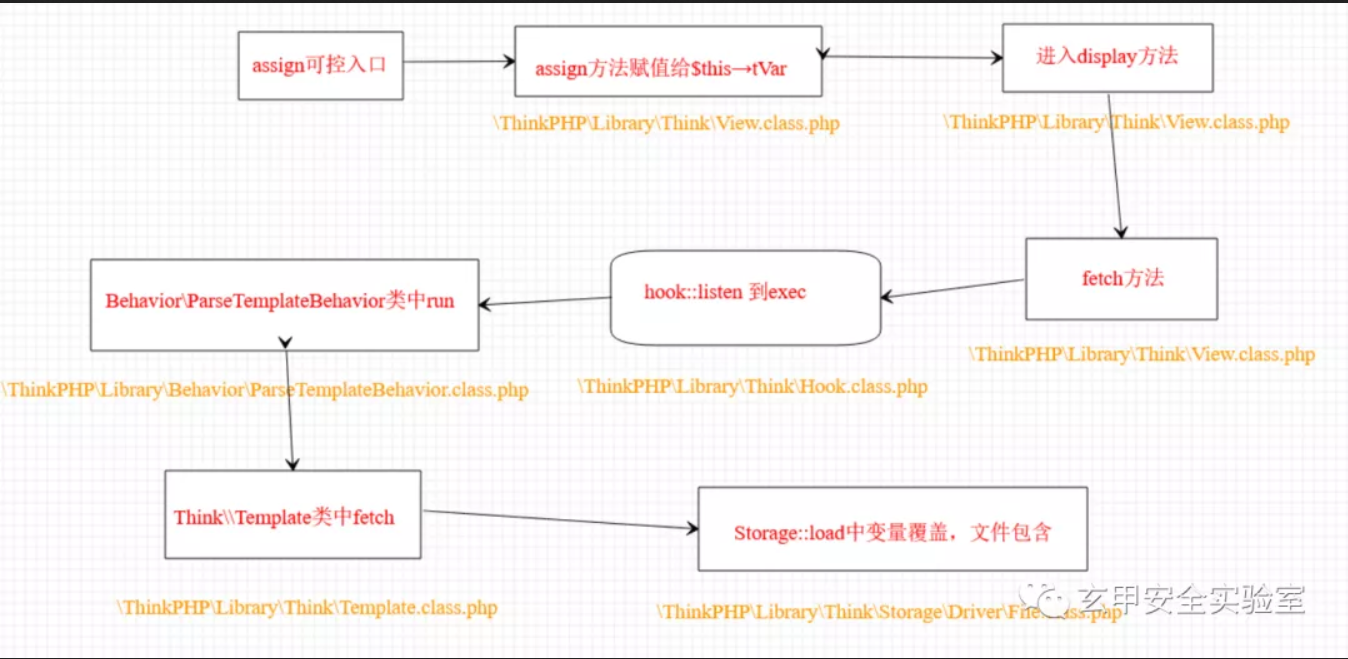 assign可控入口
assign方法赋值给$this→tVar
进入display方法
\ThinkPHP\Library\Think\View.class.php
\ThinkPHP\Library\Think\View.class.php
Behavior\ParseTemplateBehavior类中run
hook::listen 到exec
fetch方法
\ThinkPHP\Library\Think\View.class.php
\ThinkPHP\Library\Behavior\ParseTemplateBehavior.class.php
\ThinkPHP\Library\Think\Hook.class.php
Think\\Template类中fetch
Storage::load中变量覆盖，文件包含
\ThinkPHP\Library\Think\Template.class.php
\ThinkPHP\Library\Think\Storage\Driver\File.class.php
玄甲安全实验室